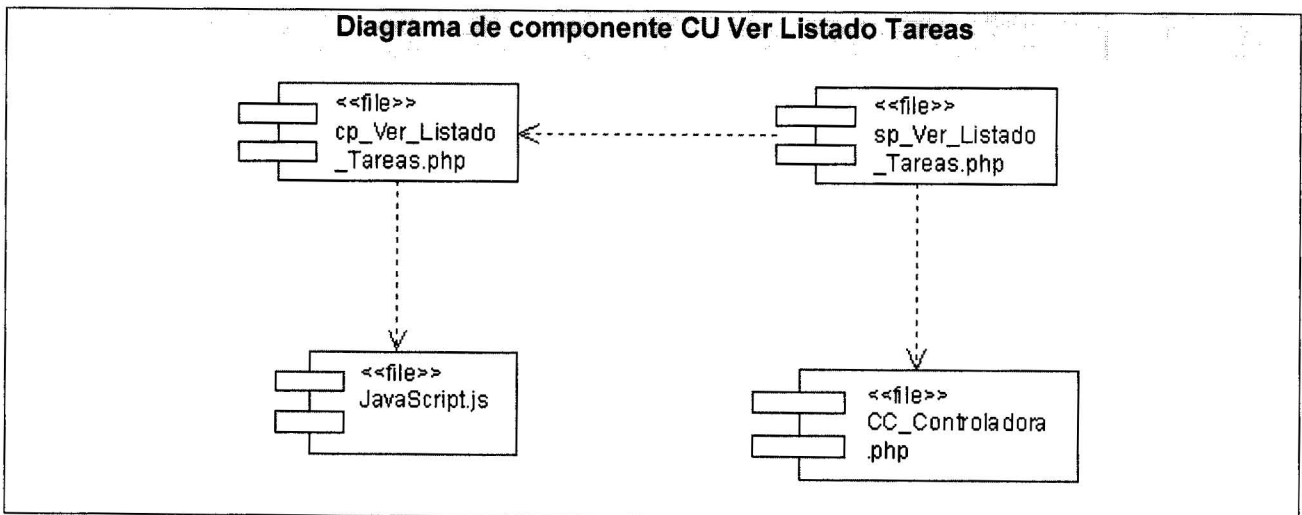 Diagrama de componente CU Ver Listado Tareas
<<file>>
cp_Ver_Listado
_Tareas.php
<<file>>
sp_Ver_Listado
_Tareas.php
<<file>>
JavaScript.js
<<file>>
CC_Controladora
.php